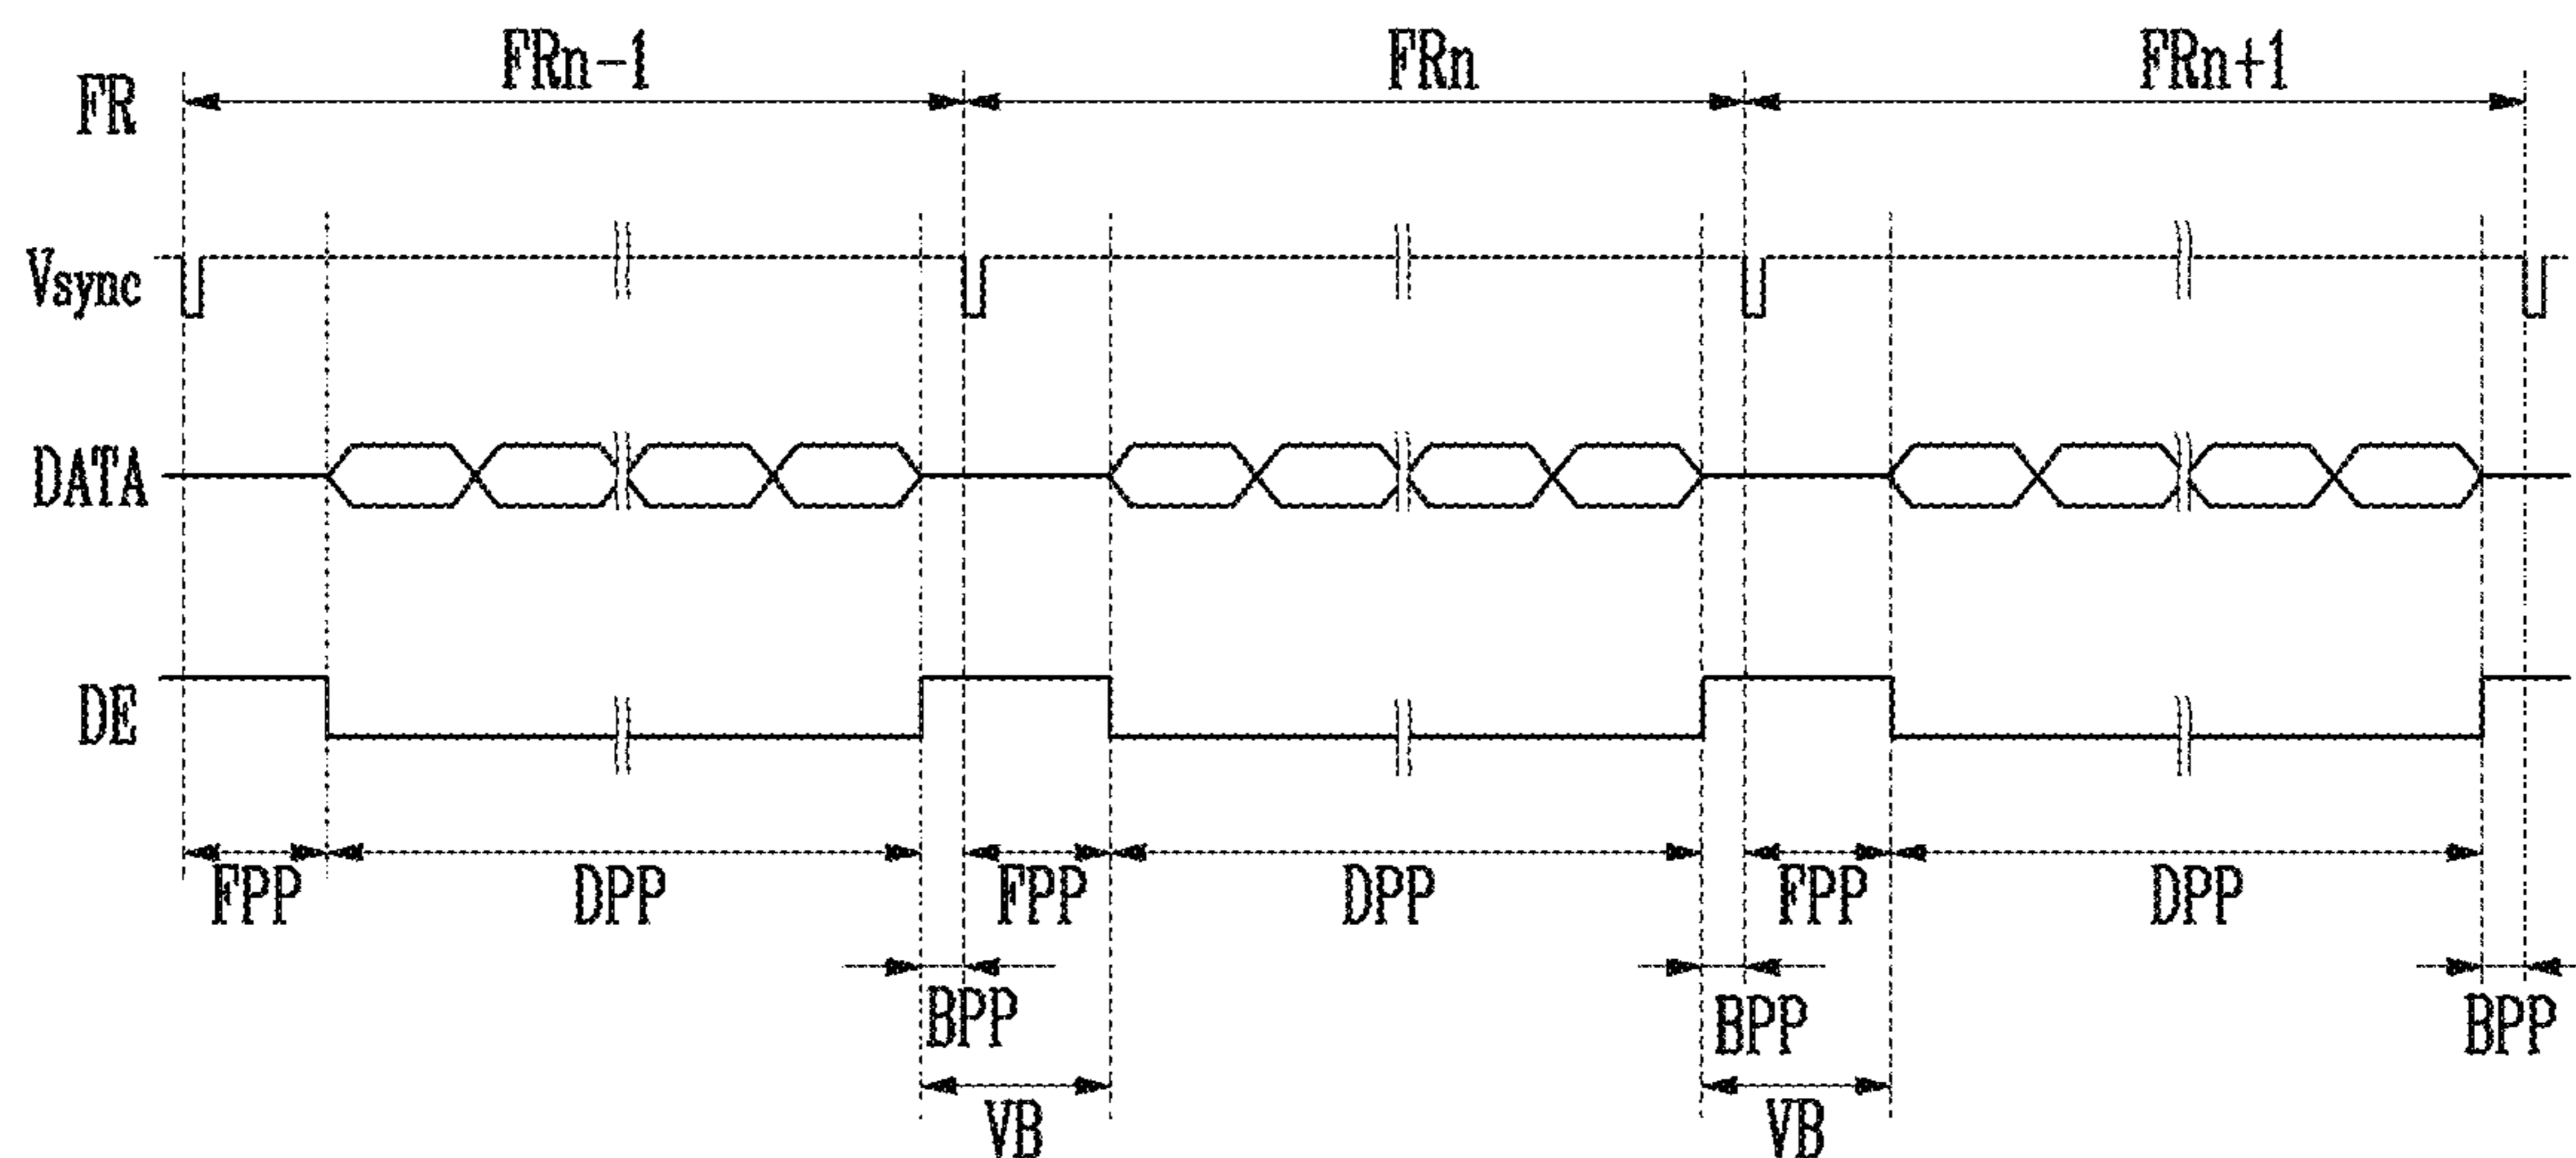 FRn-1 FRn FRn+1
FR
Vsync
DATA
DE
FPP DPP FPP DPP FPP DPP
BPP BPP BPP
VB VB